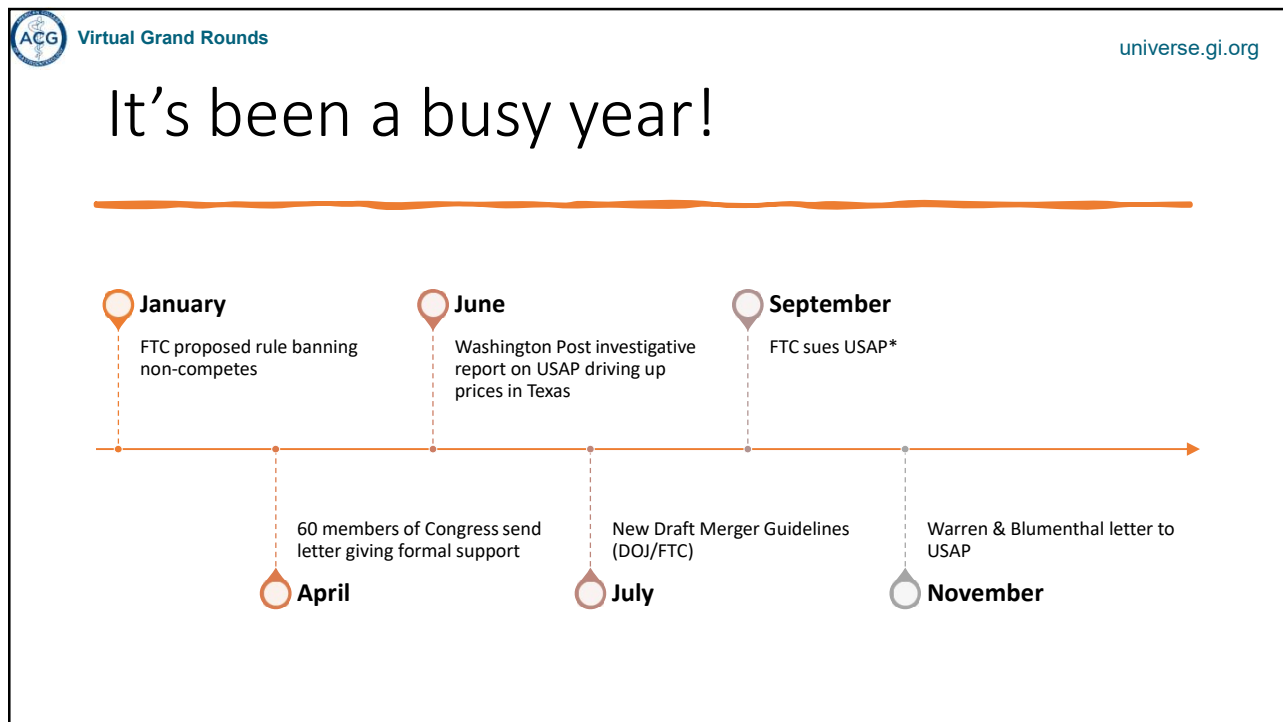 ACG
Virtual Grand Rounds
universe.gi.org
It's been a busy year!
January
FTC proposed rule banning
non-competes
June
Washington Post investigative
report on USAP driving up
prices in Texas
September
FTC sues USAP*
60 members of Congress send
letter giving formal support
April
New Draft Merger Guidelines
(DOJ/FTC)
July
Warren & Blumenthal letter to
USAP
November